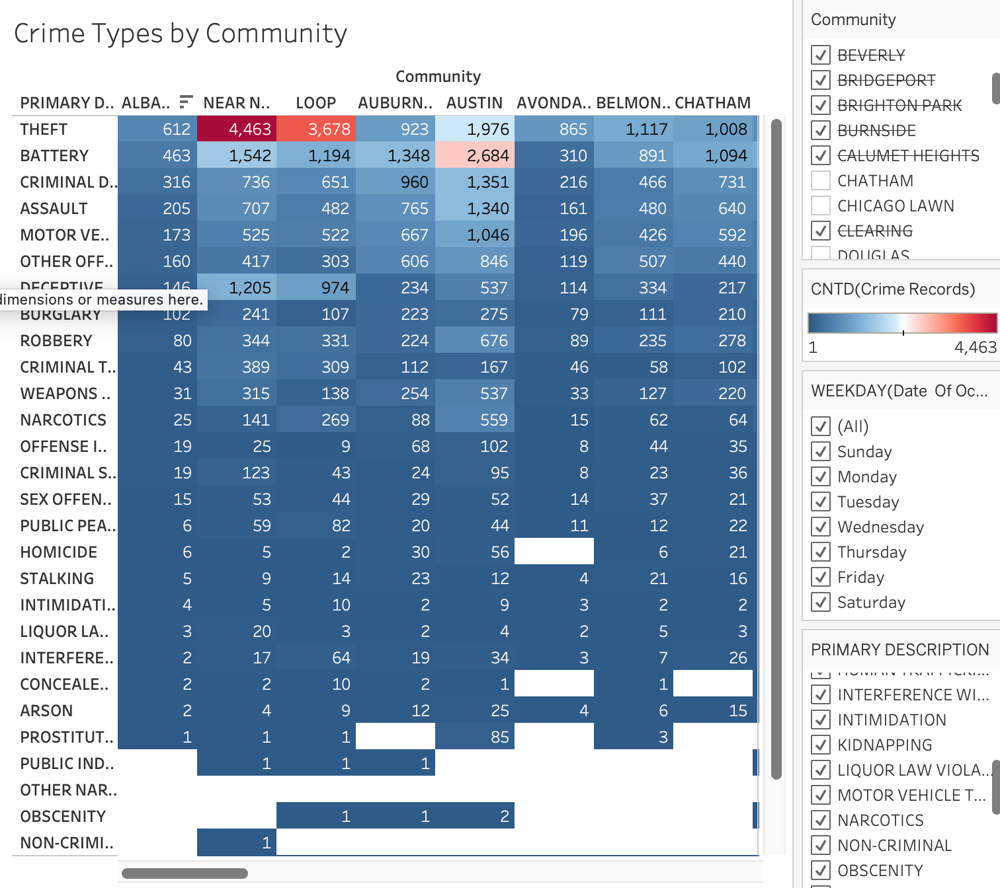 Crime Types by Community
Community
PRIMARY D.. ALBA.. NEAR N.. LOOP AUBURN.. AUSTIN AVONDA.. BELMON.. CHATHAM
THEFT 612 4,463 3,678 923 1,976 865 1,117 1,008
BATTERY 463 1,542 1,194 1,348 2,684 310 891 1,094
CRIMINAL D.. 316 736 651 960 1,351 216 466 731
ASSAULT 205 707 482 765 1,340 161 480 640
MOTOR VE.. 173 525 522 667 1,046 196 426 592
OTHER OFF.. 160 417 303 606 846 119 507 440
DECEPTIVE 146 1,205 974 234 537 114 334 217
dimensions or measures here.
BURGLARY 102 241 107 223 275 79 111 210
ROBBERY 80 344 331 224 676 89 235 278
CRIMINAL T.. 43 389 309 112 167 46 58 102
WEAPONS .. 31 315 138 254 537 33 127 220
NARCOTICS 25 141 269 88 559 15 62 64
OFFENSE I.. 19 25 9 68 102 8 44 35
CRIMINAL S.. 19 123 43 24 95 8 23 36
SEX OFFEN.. 15 53 44 29 52 14 37 21
PUBLIC PEA.. 6 59 82 20 44 11 12 22
HOMICIDE 6 5 2 30 56 6 21
STALKING 5 9 14 23 12 4 21 16
INTIMIDATI.. 4 5 10 2 9 3 2 2
LIQUOR LA.. 3 20 3 2 4 2 5 3
INTERFERE.. 2 17 64 19 34 3 7 26
CONCEALE.. 2 2 10 2 1 1
ARSON 2 4 9 12 25 4 6 15
PROSTITUT.. 1 1 1 85 3
PUBLIC IND.. 1 1 1
OTHER NAR..
OBSCENITY 1 1 2
NON-CRIMI.. 1
Community
BEVERLY
BRIDGEPORT
BRIGHTON PARK
BURNSIDE
CALUMET HEIGHTS
CHATHAM
CHICAGO LAWN
CLEARING
DOUGLAS
CNTD(Crime Records)
1 4,463
WEEKDAY(Date Of Oc...
(All)
Sunday
Monday
Tuesday
Wednesday
Thursday
Friday
Saturday
PRIMARY DESCRIPTION
INTERFERENCE WI...
INTIMIDATION
KIDNAPPING
LIQUOR LAW VIOLA...
MOTOR VEHICLE T...
NARCOTICS
NON-CRIMINAL
OBSCENITY